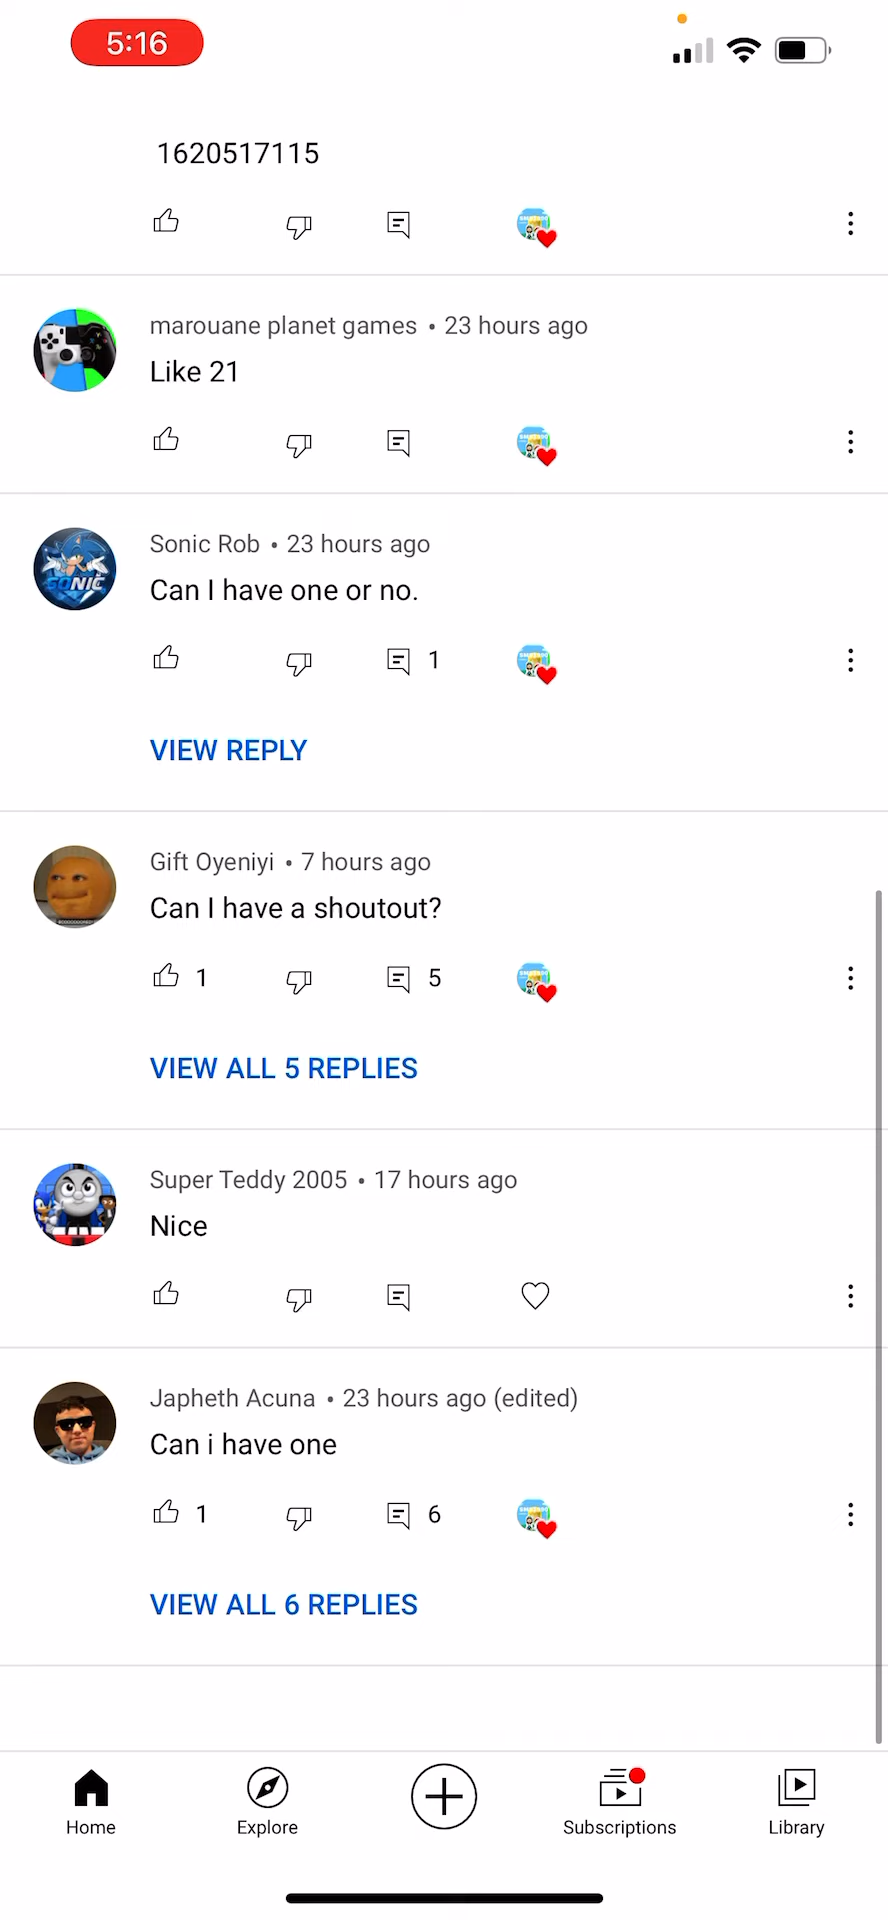 5:16
1620517115
marouane planet games • 23 hours ago
Like 21
Sonic Rob • 23 hours ago
Can I have one or no.
1
VIEW REPLY
Gift Oyeniyi • 7 hours ago
Can I have a shoutout?
1 5
VIEW ALL 5 REPLIES
Super Teddy 2005 • 17 hours ago
Nice
Japheth Acuna • 23 hours ago (edited)
Can i have one
1 6
VIEW ALL 6 REPLIES
Home Explore Subscriptions Library